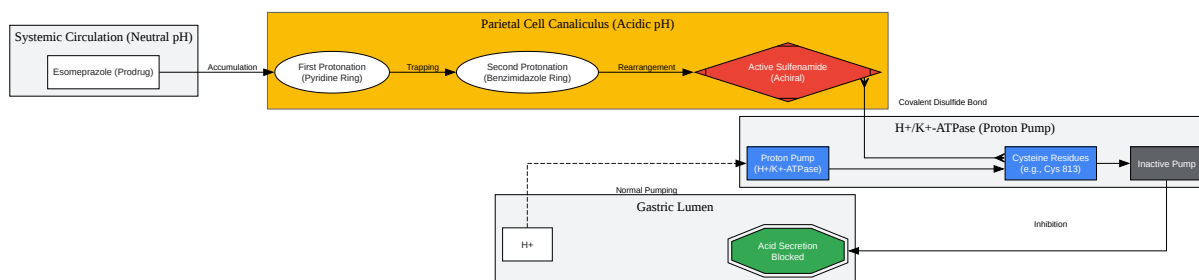 Systemic Circulation (Neutral pH)
Esomeprazole (Prodrug)
Accumulation
Parietal Cell Canaliculus (Acidic pH)
First Protonation
(Pyridine Ring)
Trapping
Second Protonation
(Benzimidazole Ring)
Rearrangement
Active Sulfenamide
(Achiral)
Covalent Disulfide Bond
H+/K+-ATPase (Proton Pump)
Proton Pump
(H+/K+-ATPase)
Cysteine Residues
(e.g., Cys 813)
Inactive Pump
Normal Pumping
Gastric Lumen
H+
Acid Secretion
Blocked
Inhibition